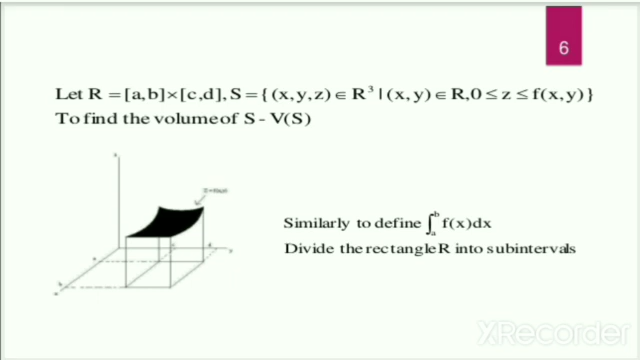 6
Let R = [a,b]×[c,d], S = { (x,y,z) ∈ R³ | (x,y) ∈ R, 0 ≤ z ≤ f(x,y) }
To find the volume of S - V(S)
Similarly to define ∫ₐᵇ f(x)dx
Divide the rectangle R into subintervals
XRecorder